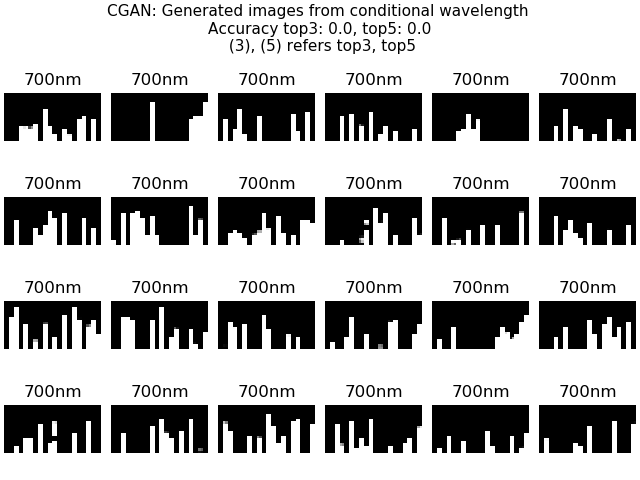 CGAN: Generated images from conditional wavelength
Accuracy top3: 0.0, top5: 0.0
(3), (5) refers top3, top5
700nm 700nm 700nm 700nm 700nm 700nm
700nm 700nm 700nm 700nm 700nm 700nm
700nm 700nm 700nm 700nm 700nm 700nm
700nm 700nm 700nm 700nm 700nm 700nm